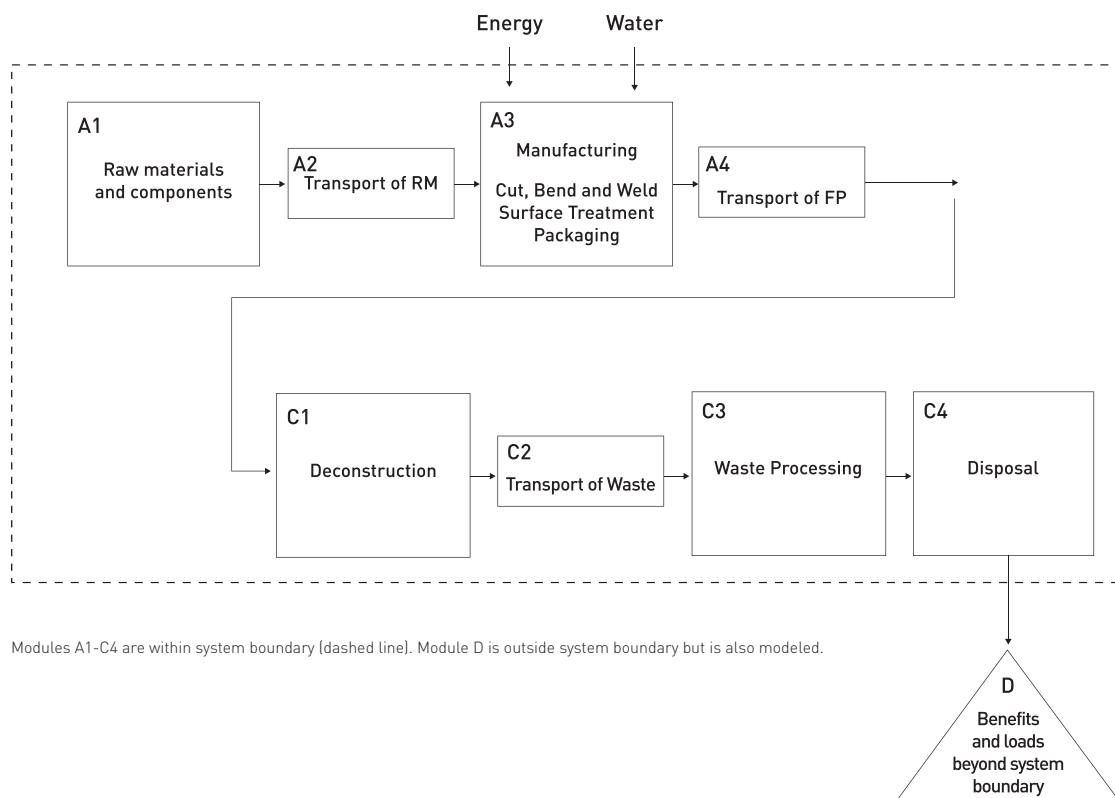 Energy
Water
A1
Raw materials
and components
A2
Transport of RM
A3
Manufacturing
Cut, Bend and Weld
Surface Treatment
Packaging
A4
Transport of FP
C1
Deconstruction
C2
Transport of Waste
C3
Waste Processing
C4
Disposal
Modules A1-C4 are within system boundary (dashed line). Module D is outside system boundary but is also modeled.
D
Benefits
and loads
beyond system
boundary